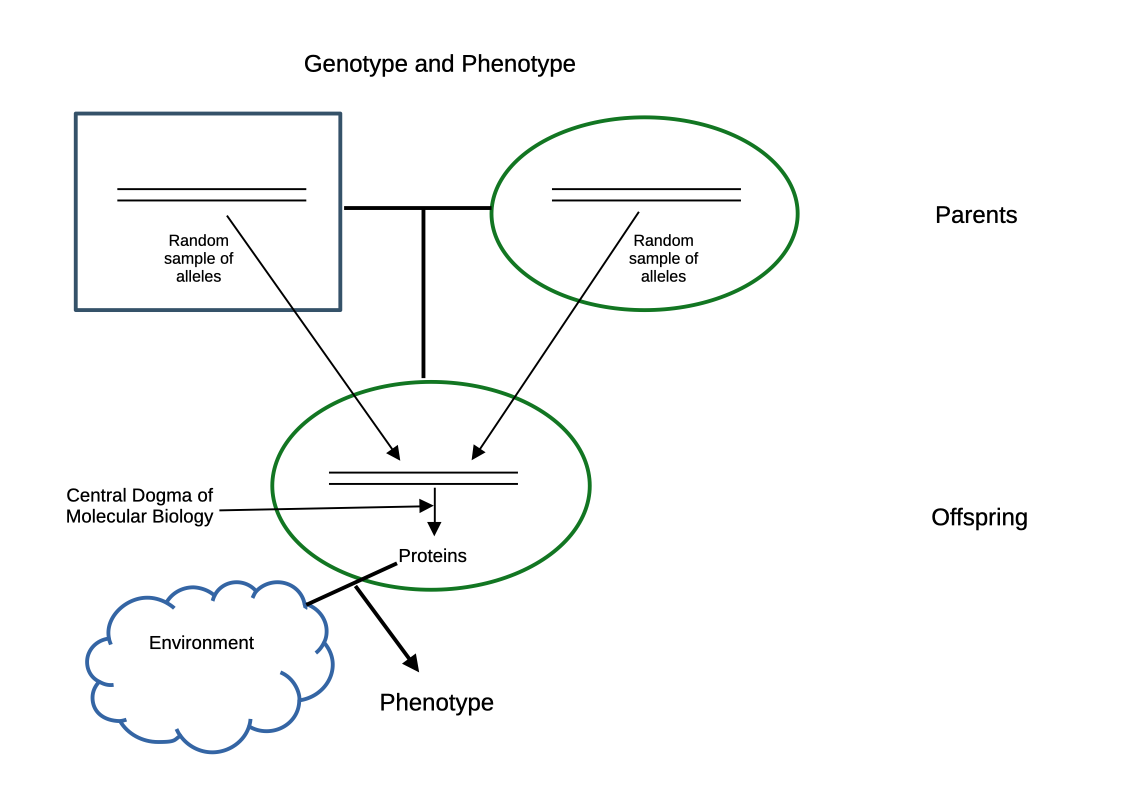 Genotype and Phenotype
Parents
Random
sample of
alleles
Random
sample of
alleles
Central Dogma of
Molecular Biology
Offspring
Proteins
Environment
Phenotype